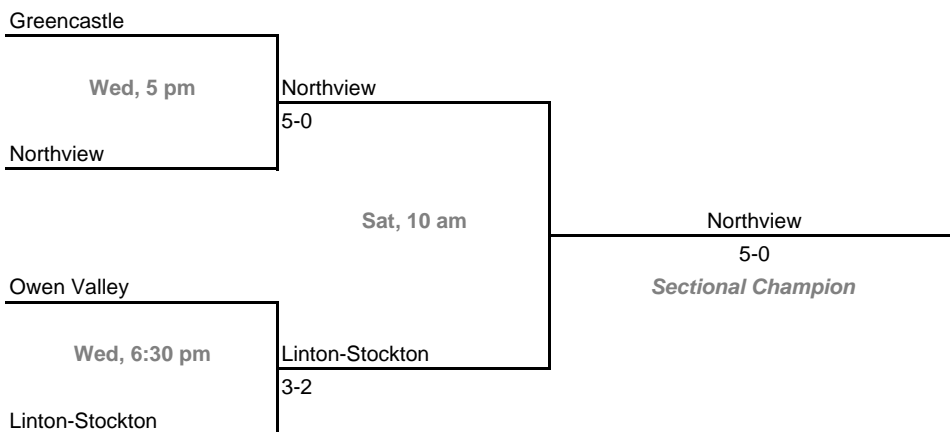 Greencastle
Wed, 5 pm
Northview
5-0
Northview
Sat, 10 am
Northview
5-0
Owen Valley
Sectional Champion
Wed, 6:30 pm
Linton-Stockton
3-2
Linton-Stockton